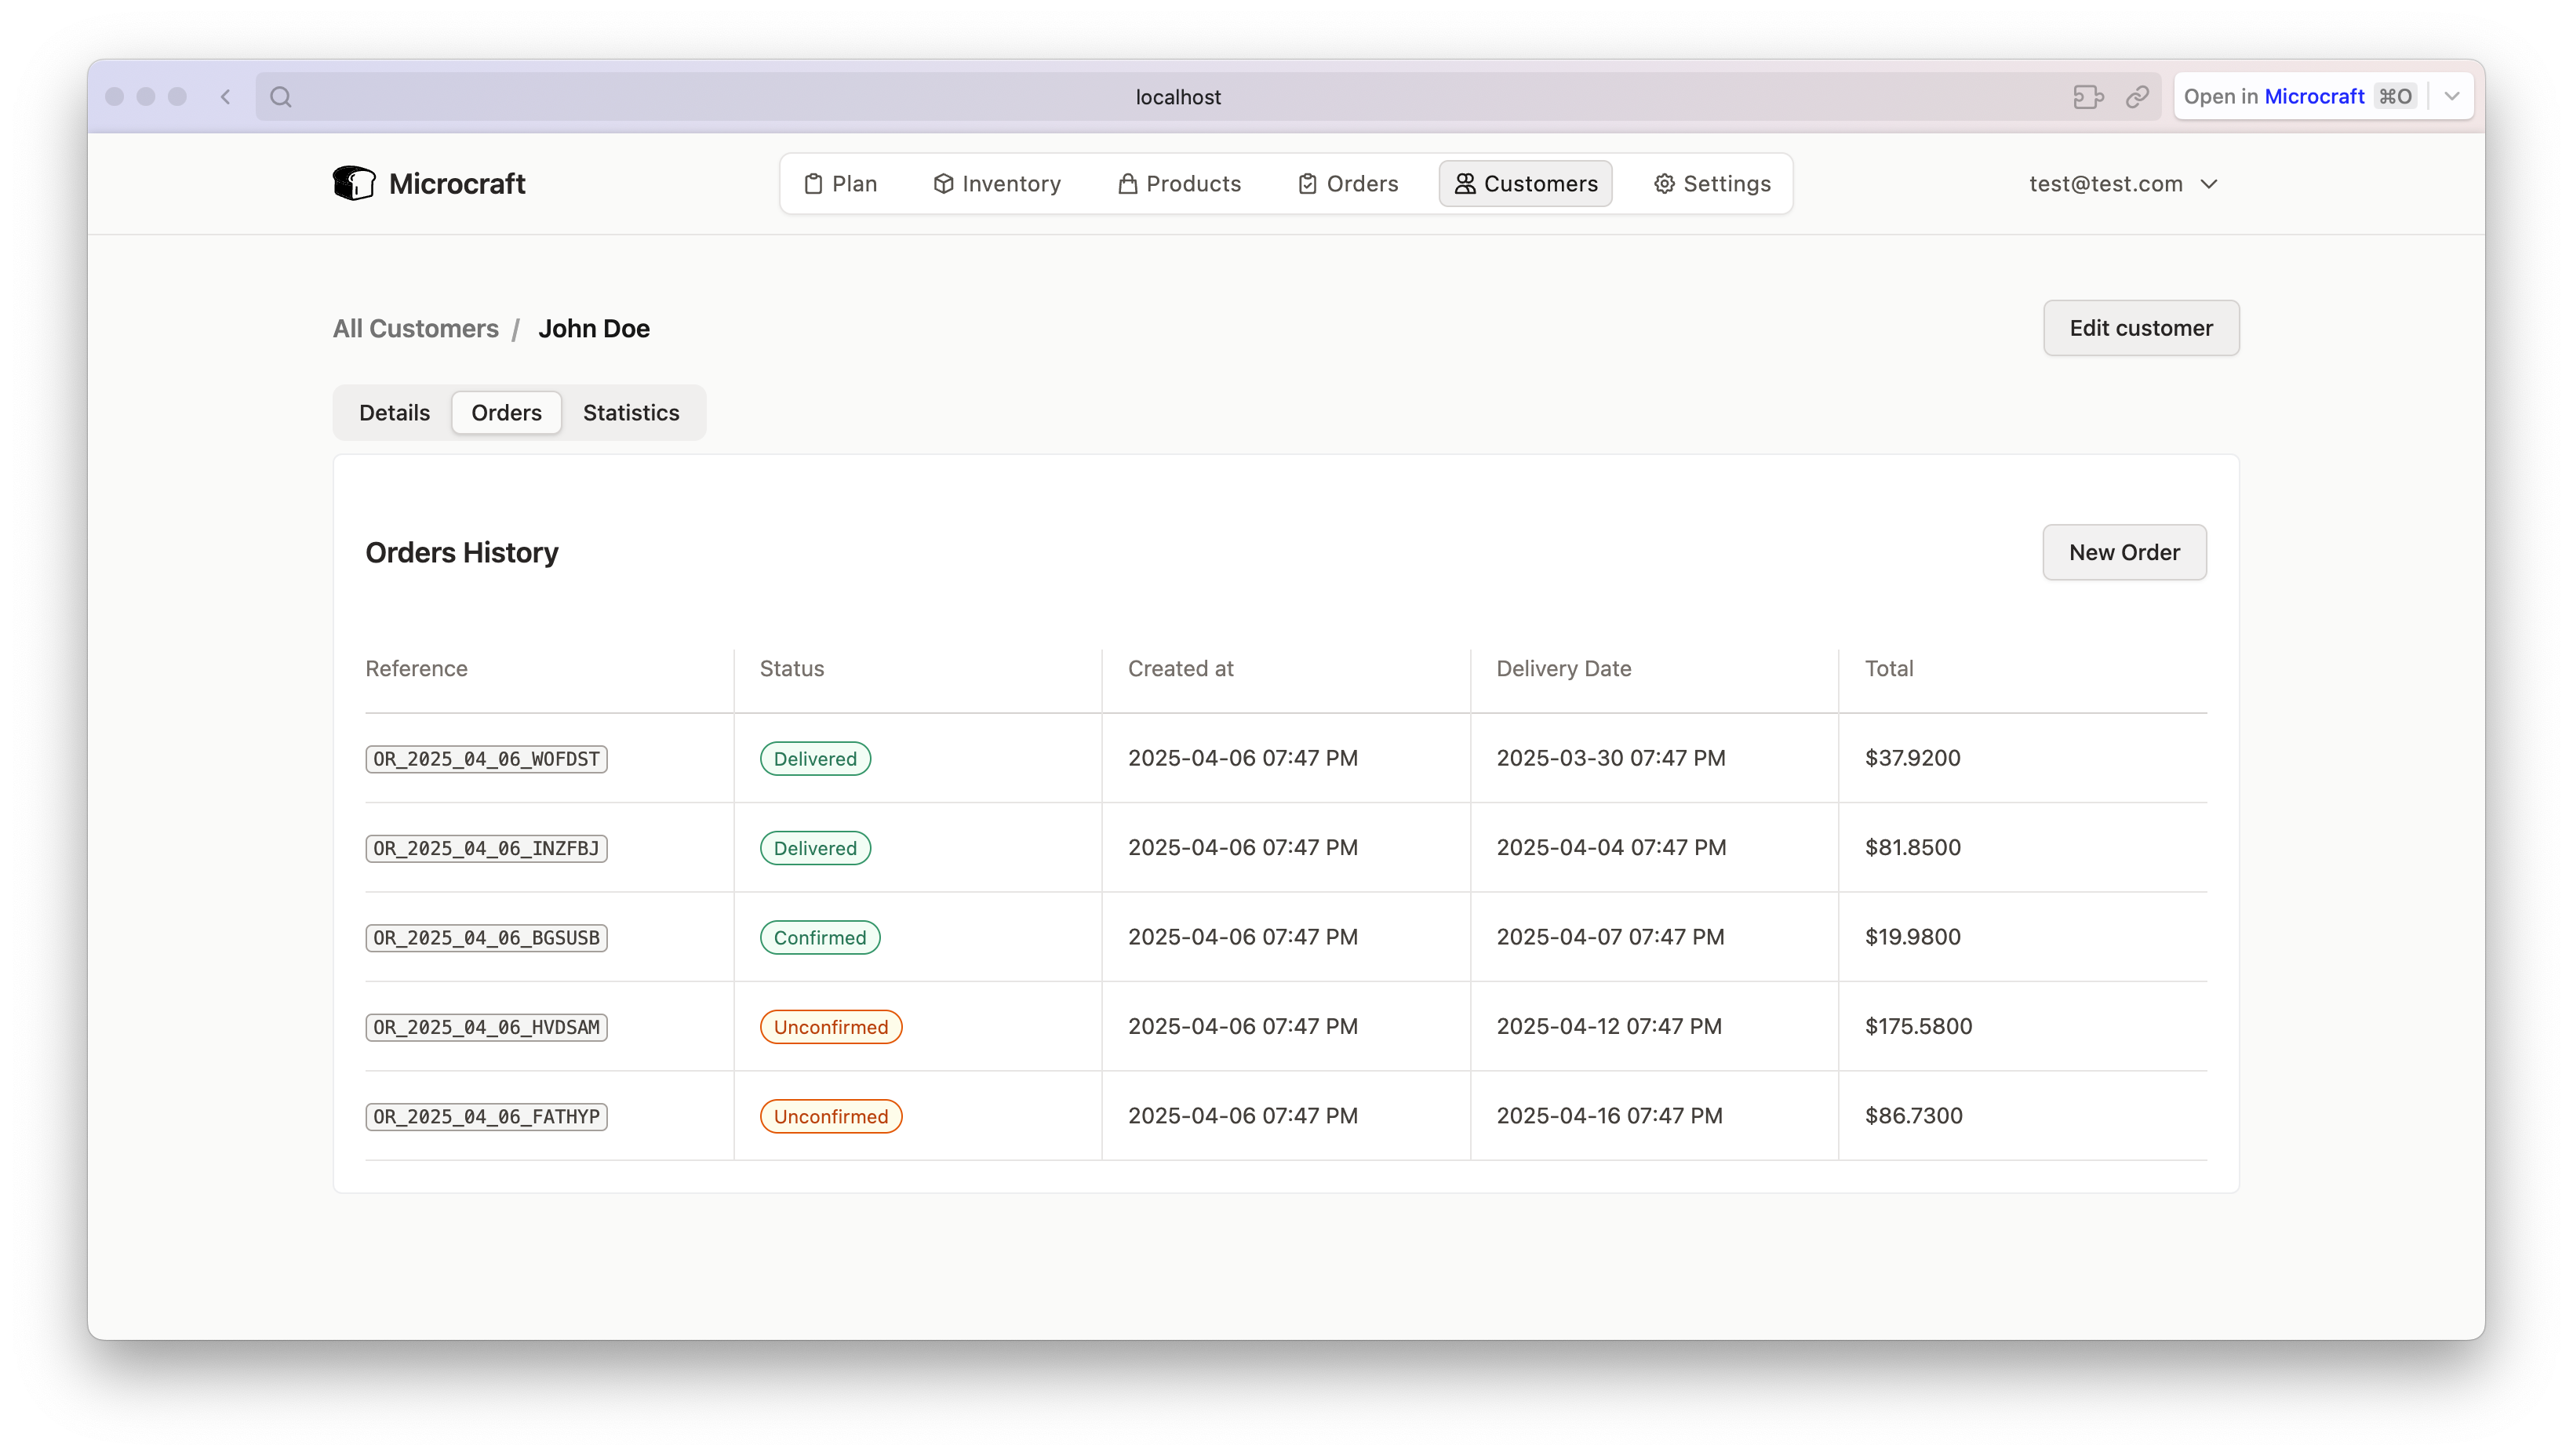 localhost
Open in Microcraft ⌘O
Microcraft
Plan Inventory Products Orders Customers Settings
test@test.com
All Customers / John Doe
Edit customer
Details Orders Statistics
Orders History
New Order
Reference Status Created at Delivery Date Total
OR_2025_04_06_WOFDST Delivered 2025-04-06 07:47 PM 2025-03-30 07:47 PM $37.9200
OR_2025_04_06_INZFBJ Delivered 2025-04-06 07:47 PM 2025-04-04 07:47 PM $81.8500
OR_2025_04_06_BGSUSB Confirmed 2025-04-06 07:47 PM 2025-04-07 07:47 PM $19.9800
OR_2025_04_06_HVDSAM Unconfirmed 2025-04-06 07:47 PM 2025-04-12 07:47 PM $175.5800
OR_2025_04_06_FATHYP Unconfirmed 2025-04-06 07:47 PM 2025-04-16 07:47 PM $86.7300